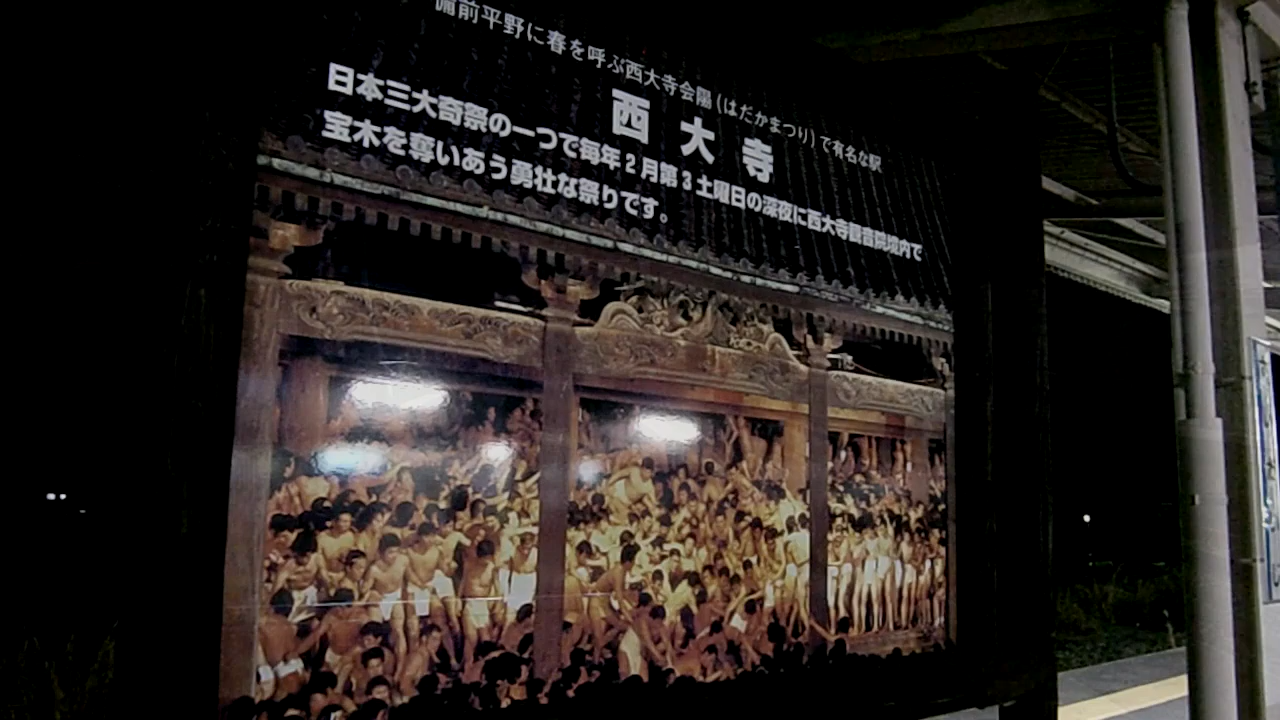 備前平野に春を呼ぶ西大寺会陽(はだかまつり)で有名な駅
西大寺
日本三大奇祭の一つで毎年2月第3土曜日の深夜に西大寺観音院境内で
宝木を奪いあう勇壮な祭りです。